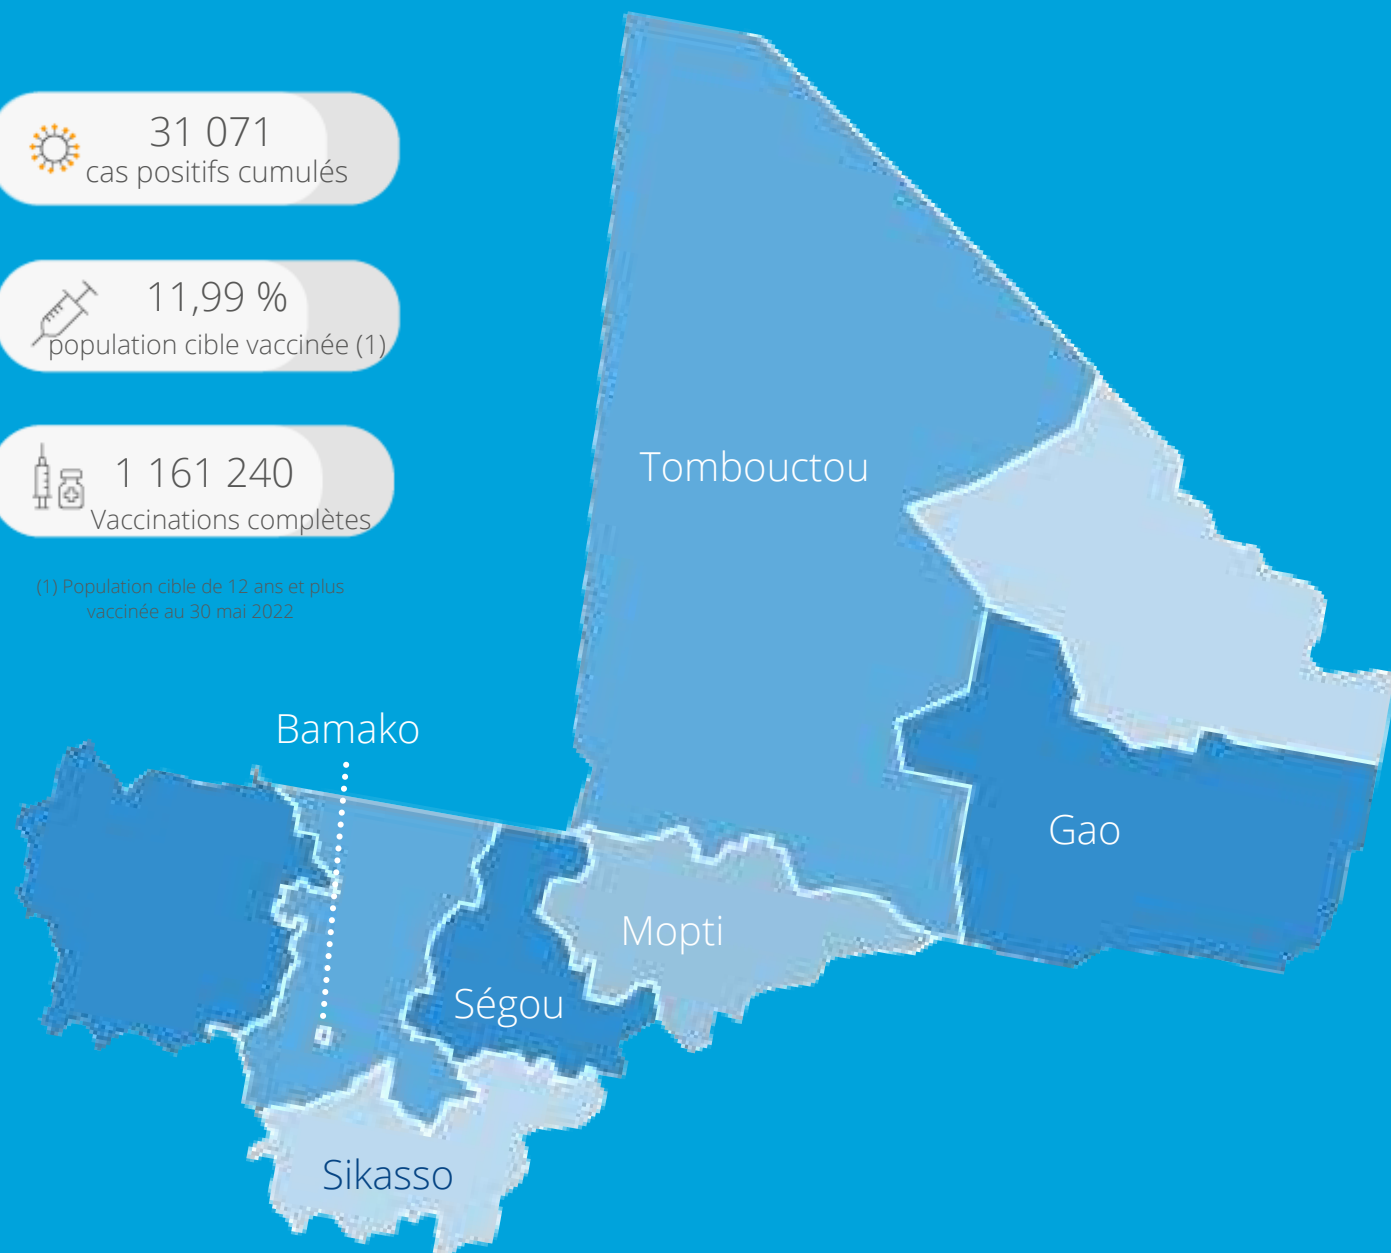 31 071
cas positifs cumulés
11,99 %
population cible vaccinée (1)
1 161 240
Vaccinations complètes
(1) Population cible de 12 ans et plus
vaccinée au 30 mai 2022
Tombouctou
Bamako
Gao
Mopti
Ségou
Sikasso